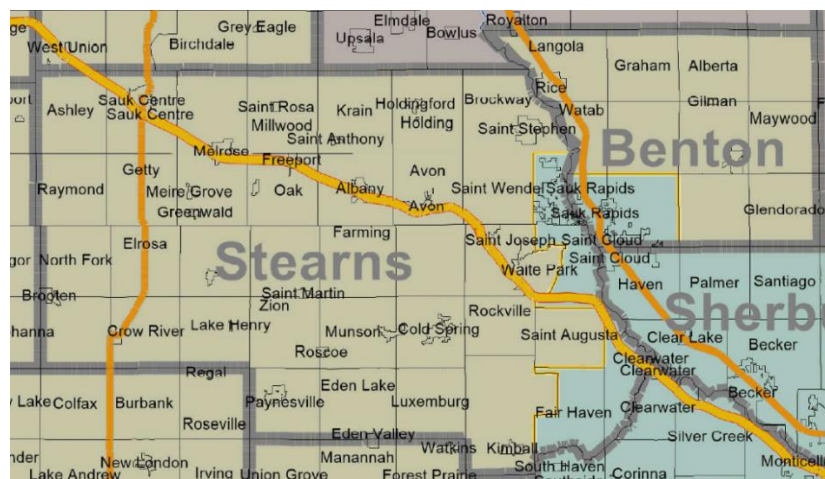 Elmdale
Royalton
Grey Eagle
Upsala
Bowlus
West Union
Birchdale
Langola
Graham
Alberta
Rice
Sauk Centre
Sauk Centre
Ashley
Saint Rosa
Millwood
Krain
Holdingford
Holding
Brockway
Watab
Gilman
Maywood
Saint Anthony
Saint Stephen
Benton
Melrose
Freeport
Getty
Avon
Raymond
Meire Grove
Oak
Albany
Saint Wendel
Sauk Rapids
Greenwald
Avon
Sauk Rapids
Glendorado
Farming
Elrosa
Saint Joseph
Saint Cloud
North Fork
Stearns
Waite Park
Saint Cloud
Haven
Palmer
Santiago
Brooten
Saint Martin
Zion
Rockville
Sherbu
Crow River
Lake Henry
Munsork
Cold Spring
Saint Augusta
Clear Lake
Becker
Roscoe
Clearwater
Clearwater
Regal
Eden Lake
Becker
Lake
Colfax
Burbank
Paynesville
Luxemburg
Fair Haven
Clearwater
Roseville
Eden Valley
Silver Creek
Watkins
Kimball
New London
Manannah
Monticell
Lake Andrew
Irving
Union Grove
Forest Prairie
South Haven
Corinna